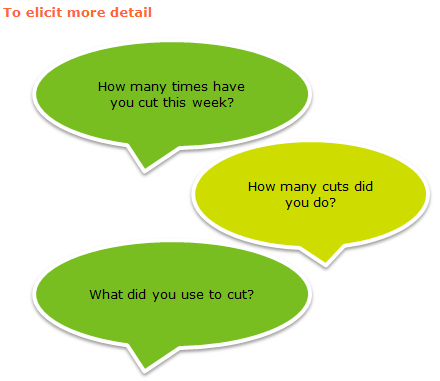 To elicit more detail
How many times have
you cut this week?
How many cuts did
you do?
What did you use to cut?